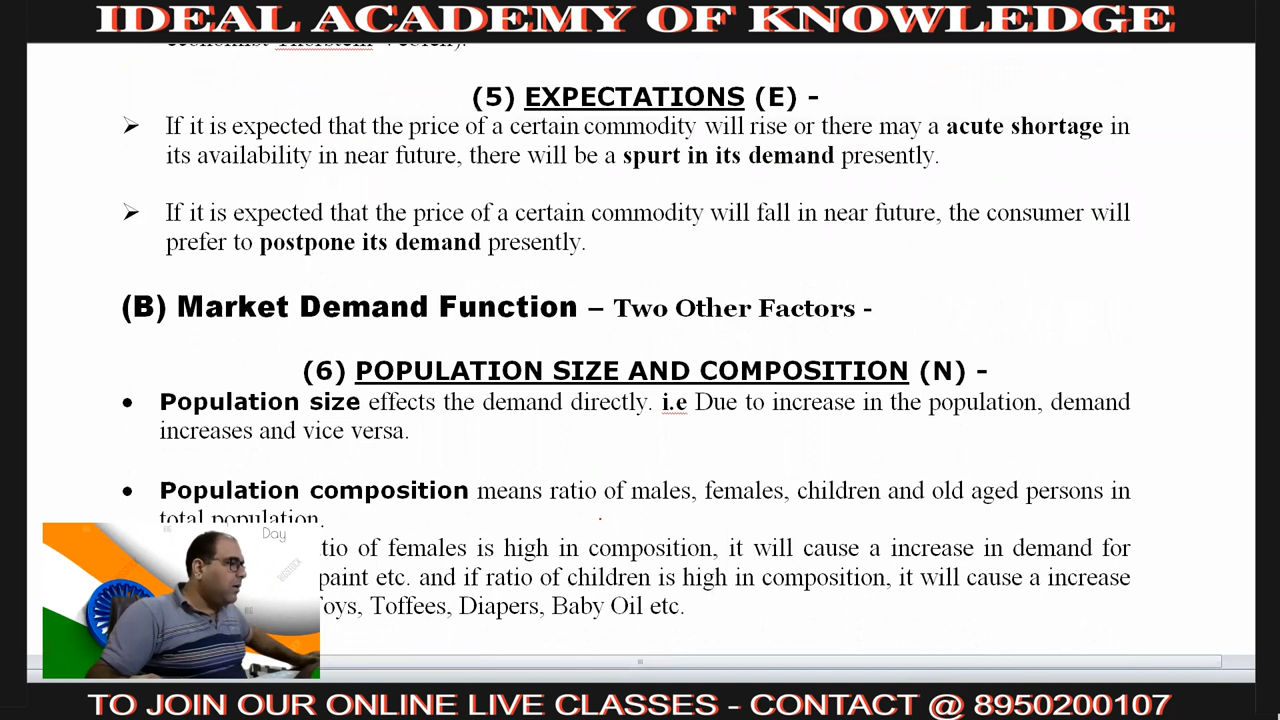 IDEAL ACADEMY OF KNOWLEDGE
(5) EXPECTATIONS (E) -
➢ If it is expected that the price of a certain commodity will rise or there may a acute shortage in
its availability in near future, there will be a spurt in its demand presently.
➢ If it is expected that the price of a certain commodity will fall in near future, the consumer will
prefer to postpone its demand presently.
(B) Market Demand Function – Two Other Factors -
(6) POPULATION SIZE AND COMPOSITION (N) -
• Population size effects the demand directly. i.e Due to increase in the population, demand
increases and vice versa.
• Population composition means ratio of males, females, children and old aged persons in
total population.
Day
tio of females is high in composition, it will cause a increase in demand for
paint etc. and if ratio of children is high in composition, it will cause a increase
oys, Toffees, Diapers, Baby Oil etc.
TO JOIN OUR ONLINE LIVE CLASSES - CONTACT @ 8950200107